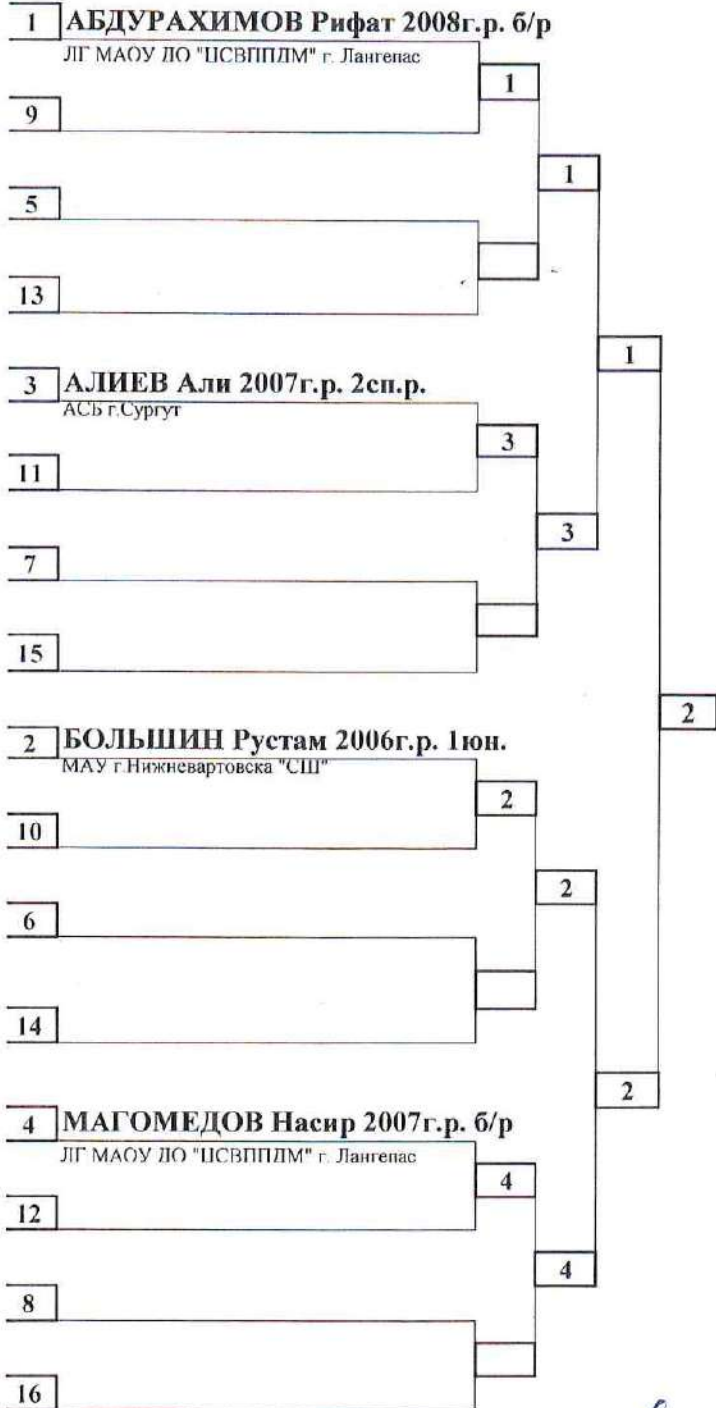 1 АБДУРАХИМОВ Рифат 2008г.р. б/р
ЛГ МАОУ ДО "ЦСВППДМ" г. Лангепас
1
9
1
5
13
1
3 АЛИЕВ Али 2007г.р. 2сп.р.
АСБ г.Сургут
3
11
3
7
15
2
2 БОЛЬШИН Рустам 2006г.р. 1юн.
МАУ г.Нижневартовска "СШ"
2
10
2
6
14
2
4 МАГОМЕДОВ Насир 2007г.р. б/р
ЛГ МАОУ ДО "ЦСВППДМ" г. Лангепас
4
12
4
8
16